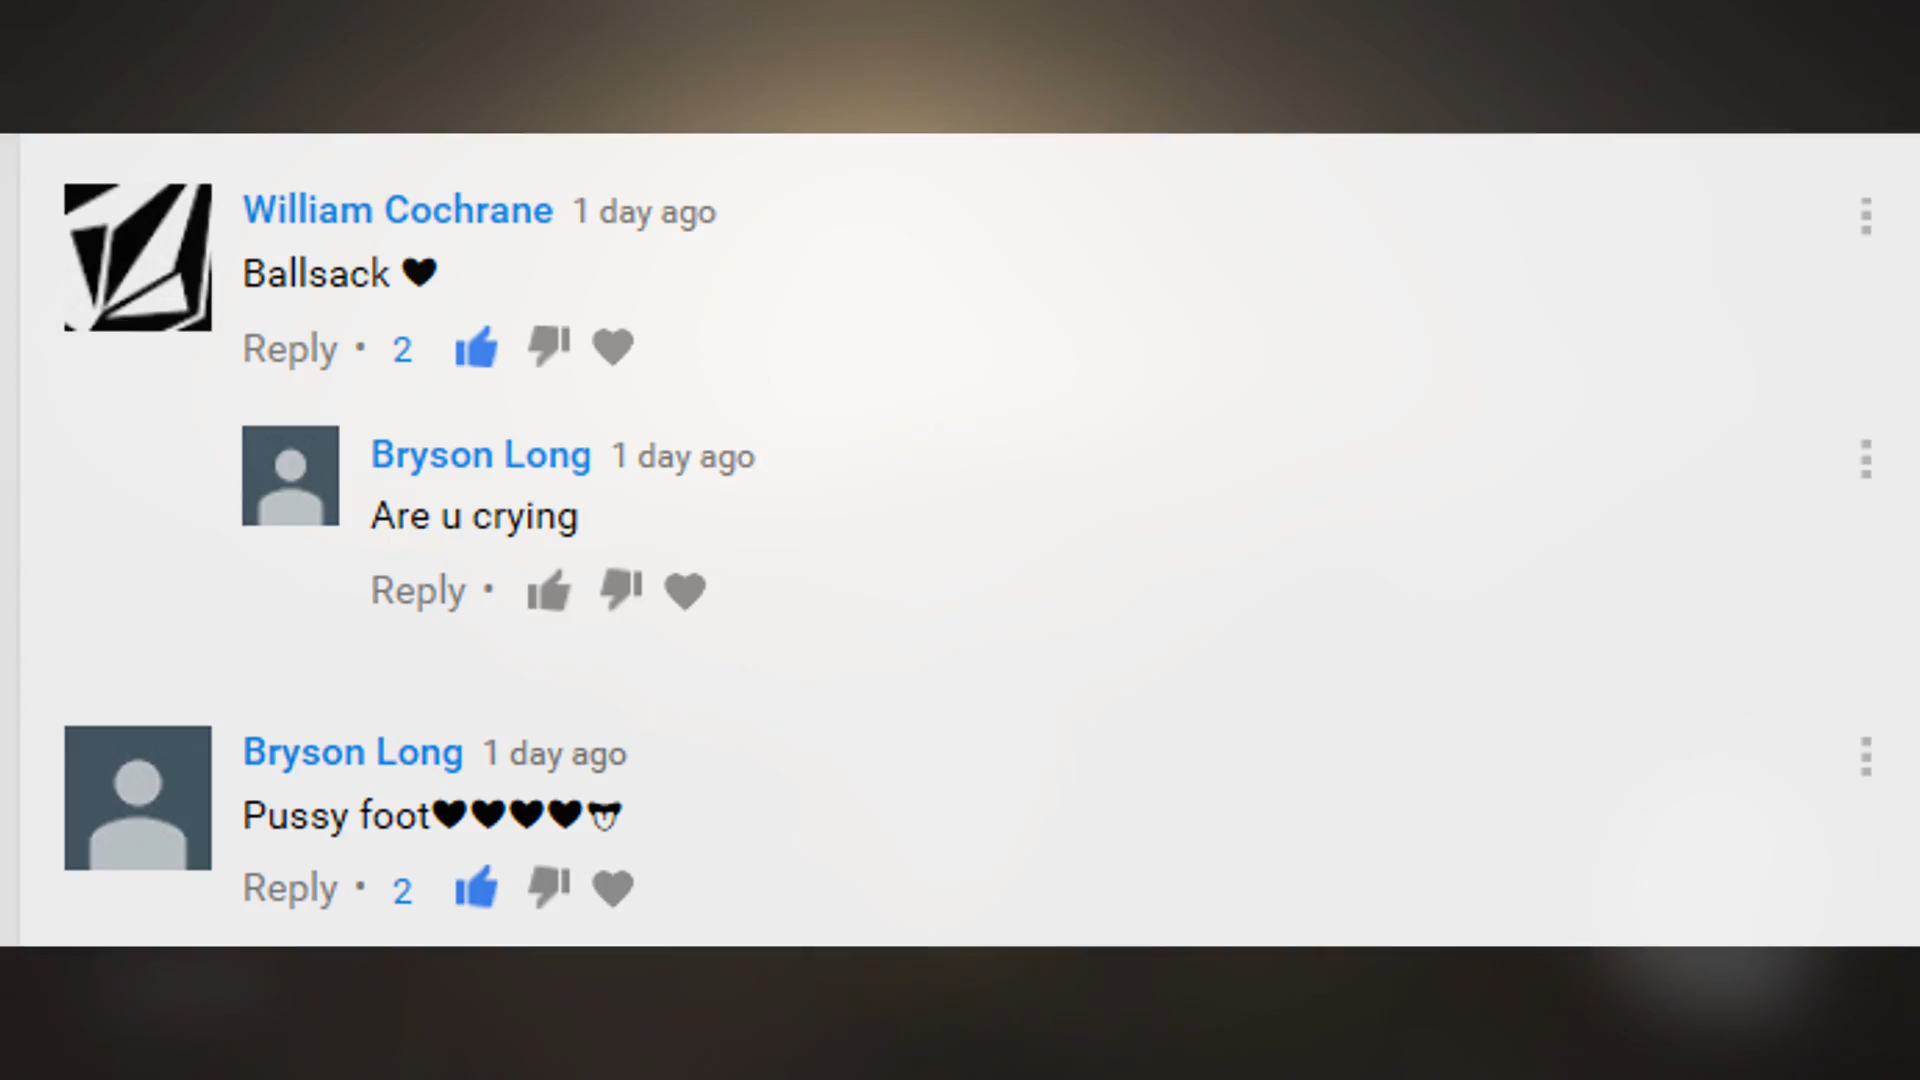 William Cochrane 1 day ago
Ballsack 🖤
Reply • 2
Bryson Long 1 day ago
Are u crying
Reply •
Bryson Long 1 day ago
Pussy foot🖤🖤🖤🖤
Reply • 2